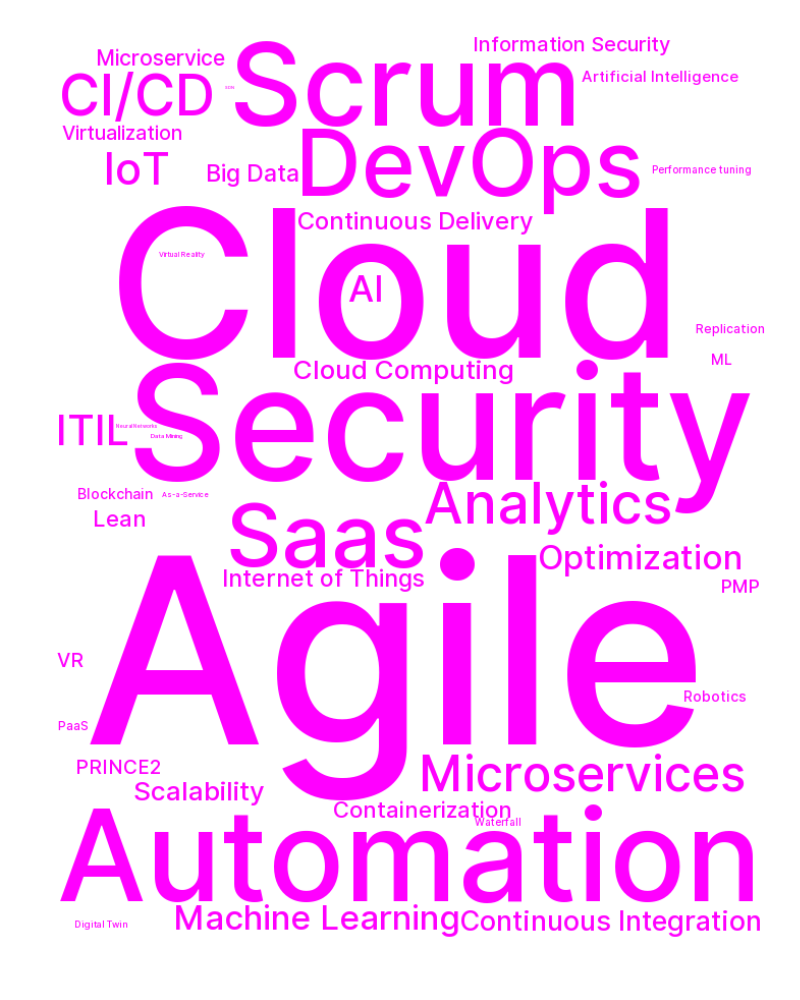 Information Security
Microservice
Scrum
CI/CD
Artificial Intelligence
Virtualization
DevOps
IoT
Big Data
Performance tuning
Continuous Delivery
Cloud
Virtual Reality
AI
Replication
ML
Cloud Computing
Security
ITIL
Neural Networks
Data Mining
Blockchain
As-a-Service
Analytics
Lean
Saas
Optimization
Internet of Things
PMP
Agile
VR
Robotics
PaaS
PRINCE2
Microservices
Scalability
Containerization
Waterfall
Automation
Digital Twin
Machine Learning
Continuous Integration